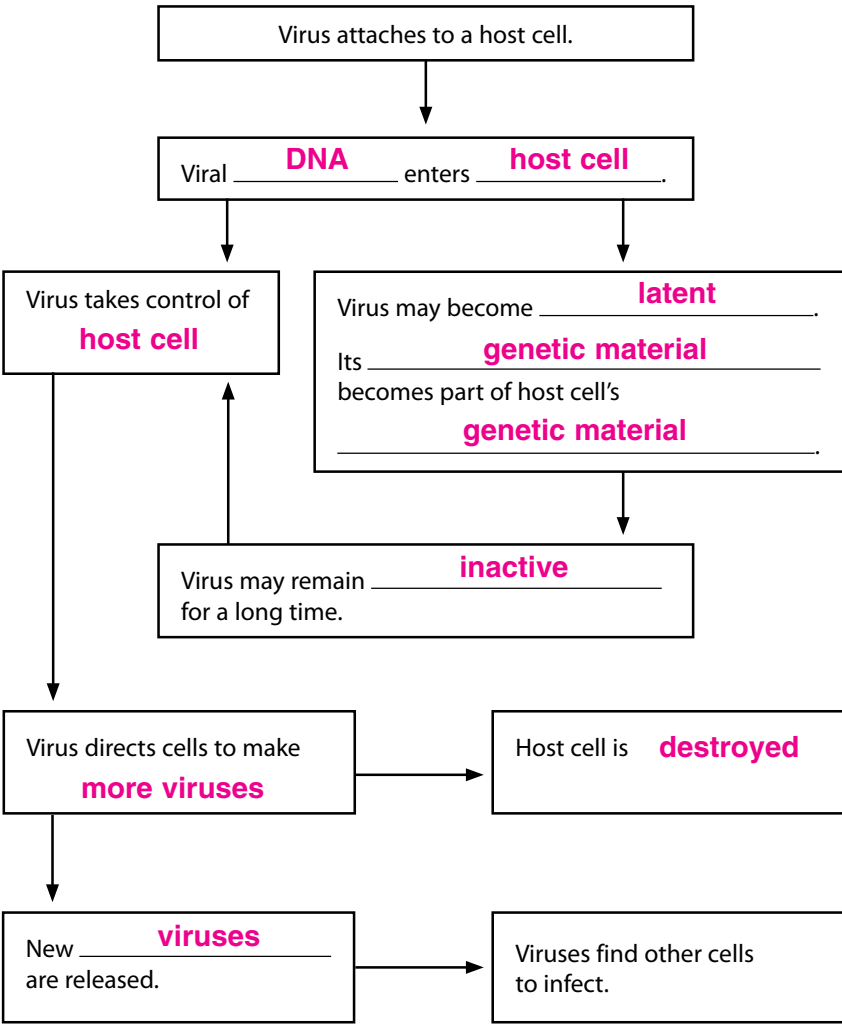 Virus attaches to a host cell.
Viral DNA enters host cell.
Virus takes control of
host cell
Virus may become latent.
Its genetic material
becomes part of host cell’s
genetic material.
Virus may remain inactive
for a long time.
Virus directs cells to make
more viruses
Host cell is destroyed
New viruses
are released.
Viruses find other cells
to infect.